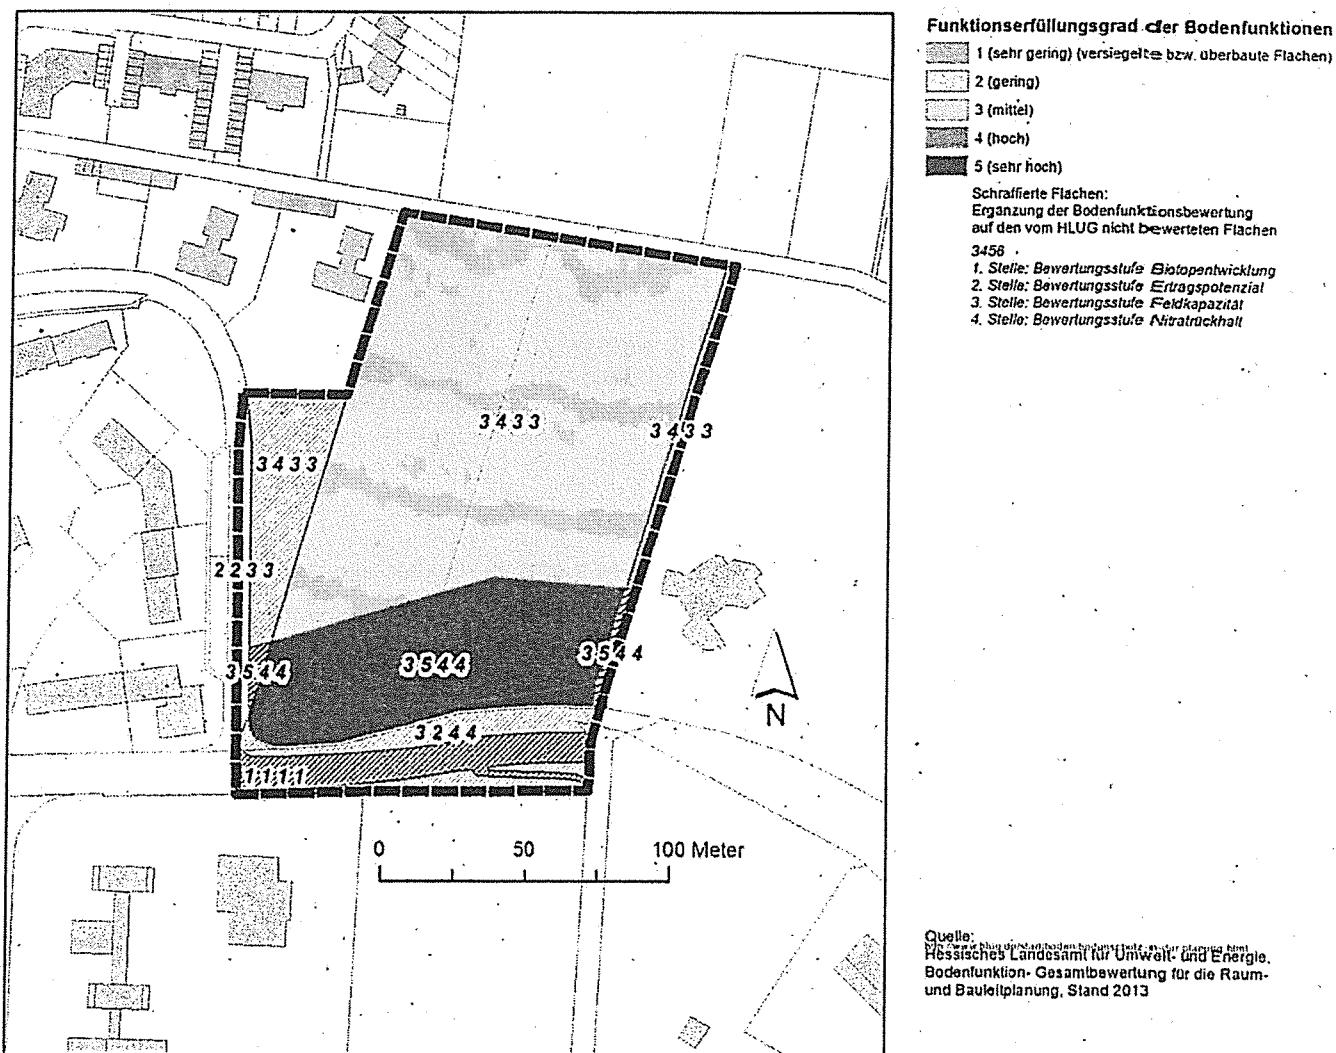 Funktionserfüllungsgrad der Bodenfunktionen
1 (sehr gering) (versiegelte bzw. überbaute Flächen)
2 (gering)
3 (mittel)
4 (hoch)
5 (sehr hoch)
Schraffierte Flächen:
Ergänzung der Bodenfunktionsbewertung
auf den vom HLUG nicht bewerteten Flächen
3456
1. Stelle: Bewertungsstufe Biotopentwicklung
2. Stelle: Bewertungsstufe Ertragspotenzial
3. Stelle: Bewertungsstufe Feldkapazität
4. Stelle: Bewertungsstufe Nitratrückhalt
3433
3433
3433
2233
3544
3544
3544
3244
1111
N
0 50 100 Meter
Quelle:
Hessisches Landesamt für Umwelt- und Energie,
Bodenfunktion- Gesamtbewertung für die Raum-
und Bauleitplanung, Stand 2013